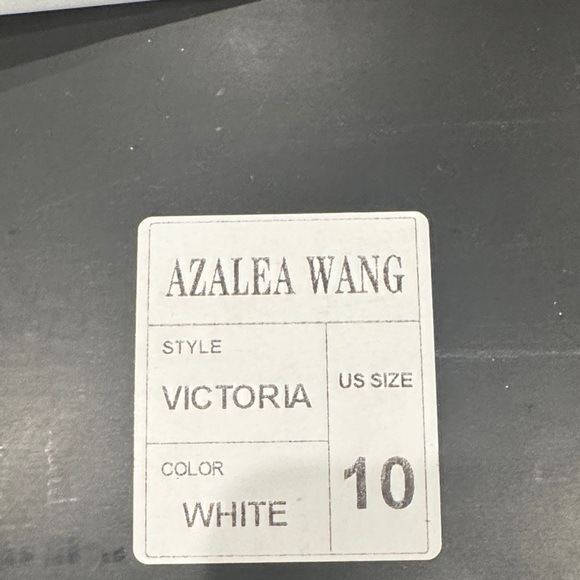 AZALEA WANG
STYLE
VICTORIA
US SIZE
10
COLOR
WHITE